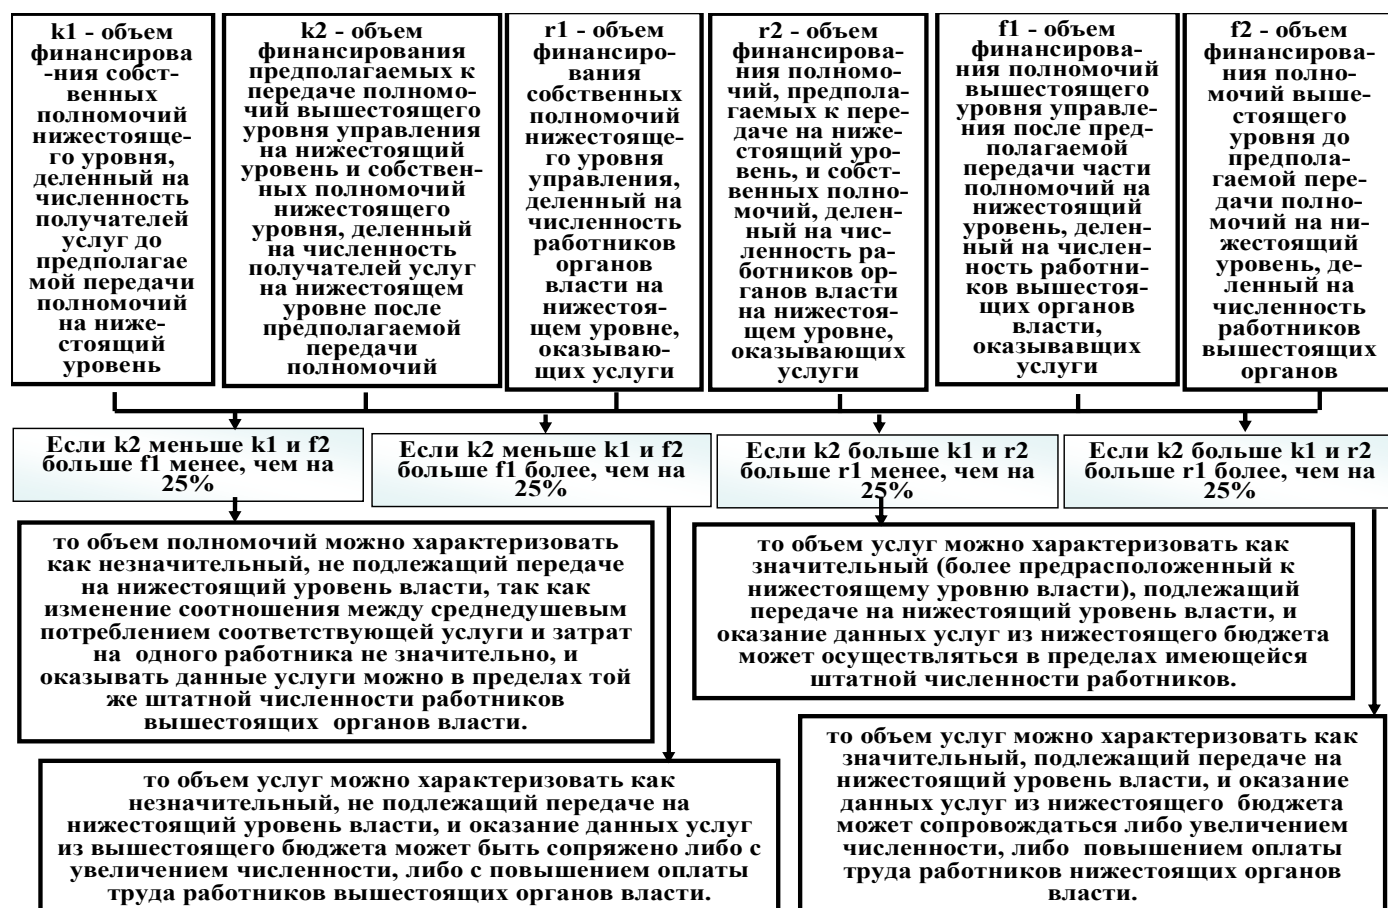 k1 - объем
финансирова
-ния собст-
венных
полномочий
нижестояще-
го уровня,
деленный на
численность
получателей
услуг до
предполагае
мой передачи
полномочий
на ниже-
стоящий
уровень
k2 - объем
финансирования
предполагаемых к
передаче полномо-
чий вышестоящего
уровня управления
на нижестоящий
уровень и собствен-
ных полномочий
нижестоящего
уровня, деленный
на численность
получателей услуг
на нижестоящем
уровне после
предполагаемой
передачи
полномочий
r1 - объем
финансиро-
вания
собственных
полномочий
нижестояще-
го уровня
управления,
деленный на
численность
работников
органов
власти на
нижестоя-
щем уровне,
оказываю-
щих услуги
r2 - объем
финансирова-
ния полномо-
чий, предпола-
гаемых к пере-
даче на ниже-
стоящий уро-
вень, и соб-
ственных полно-
мочий, делен-
ный на чис-
ленность ра-
ботников ор-
ганов власти
на нижестоя-
щем уровне,
оказывающих
услуги
f1 - объем
финансирова-
ния полномочий
вышестоящего
уровня управле-
ния после пред-
полагаемой
передачи части
полномочий на
нижестоящий
уровень, делен-
ный на числен-
ность работни-
ков вышестоя-
щих органов
власти,
оказывавщих
услуги
f2 - объем
финансирова-
ния полно-
мочий выше-
стоящего
уровня до
предпола-
гаемой пере-
дачи полно-
мочий на ни-
жестоящий
уровень, де-
ленный на
численность
работников
вышестоящих
органов
Если k2 меньше k1 и f2
больше f1 менее, чем на
25%
Если k2 меньше k1 и f2
больше f1 более, чем на
25%
Если k2 больше k1 и r2
больше r1 менее, чем на
25%
Если k2 больше k1 и r2
больше r1 более, чем на
25%
то объем полномочий можно характеризовать
как незначительный, не подлежащий передаче
на нижестоящий уровень власти, так как
изменение соотношения между среднедушевым
потреблением соответствующей услуги и затрат
на одного работника не значительно, и
оказывать данные услуги можно в пределах той
же штатной численности работников
вышестоящих органов власти.
то объем услуг можно характеризовать как
значительный (более предрасположенный к
нижестоящему уровню власти), подлежащий
передаче на нижестоящий уровень власти, и
оказание данных услуг из нижестоящего бюджета
может осуществляться в пределах имеющейся
штатной численности работников.
то объем услуг можно характеризовать как
незначительный, не подлежащий передаче на
нижестоящий уровень власти, и оказание данных услуг
из вышестоящего бюджета может быть сопряжено либо с
увеличением численности, либо с повышением оплаты
труда работников вышестоящих органов власти.
то объем услуг можно характеризовать как
значительный, подлежащий передаче на
нижестоящий уровень власти, и оказание
данных услуг из нижестоящего бюджета
может сопровождаться либо увеличением
численности, либо повышением оплаты
труда работников нижестоящих органов
власти.